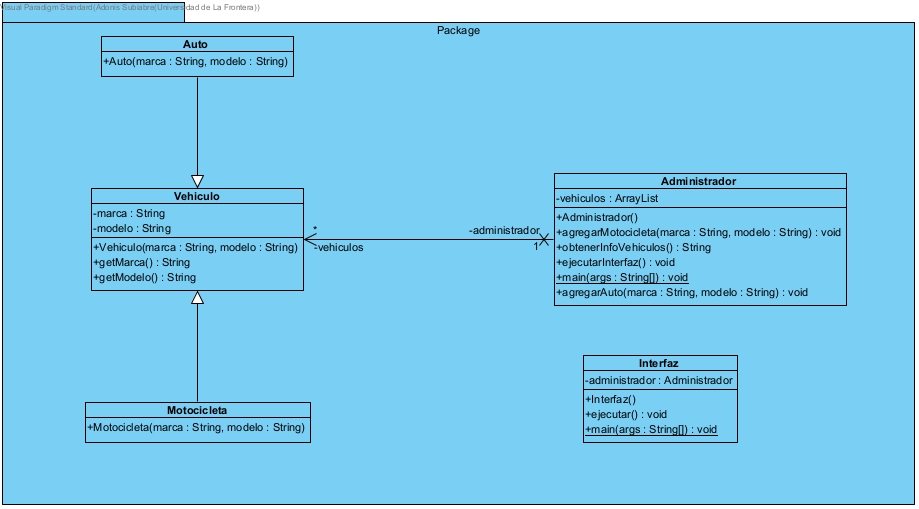 Visual Paradigm Standard(Adonis Subiabre(Universidad de La Frontera))
Package
Auto
+Auto(marca : String, modelo : String)
Vehiculo
-marca : String
-modelo : String
+Vehiculo(marca : String, modelo : String)
+getMarca() : String
+getModelo() : String
*
-vehiculos
-administrador
1
Administrador
-vehiculos : ArrayList
+Administrador()
+agregarMotocicleta(marca : String, modelo : String) : void
+obtenerInfoVehiculos() : String
+ejecutarInterfaz() : void
+main(args : String[]) : void
+agregarAuto(marca : String, modelo : String) : void
Interfaz
-administrador : Administrador
+Interfaz()
+ejecutar() : void
+main(args : String[]) : void
Motocicleta
+Motocicleta(marca : String, modelo : String)